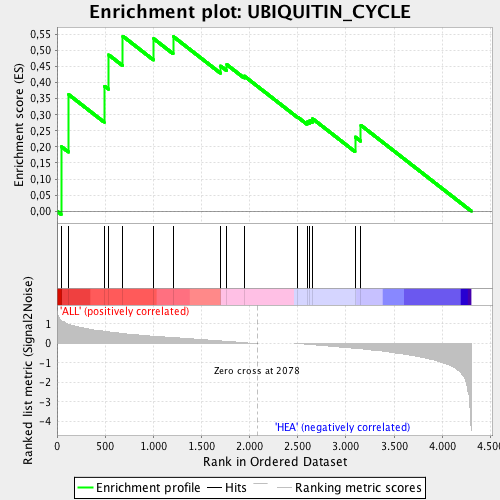 Enrichment plot: UBIQUITIN_CYCLE
Enrichment score (ES)
0,55
0,50
0,45
0,40
0,35
0,30
0,25
0,20
0,15
0,10
0,05
0,00
'ALL' (positively correlated)
Ranked list metric (Signal2Noise)
1
0
-1
-2
-3
-4
Zero cross at 2078
'HEA' (negatively correlated)
0 500 1.000 1.500 2.000 2.500 3.000 3.500 4.000 4.500
Rank in Ordered Dataset
Enrichment profile Hits Ranking metric scores